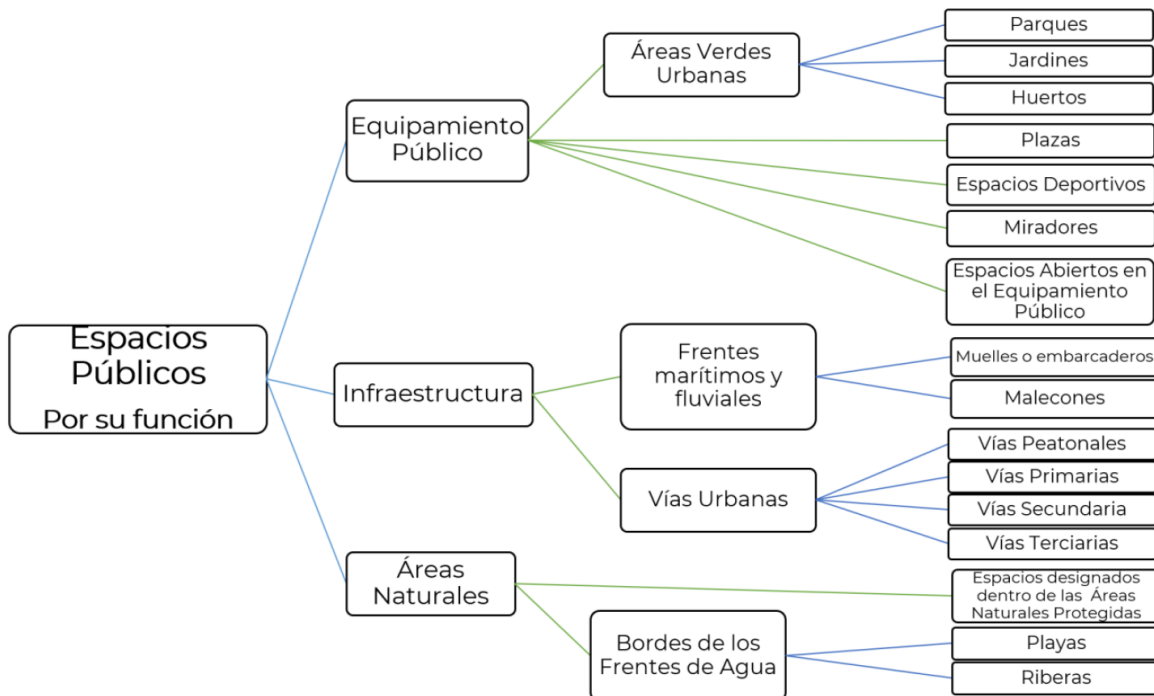 Espacios
Públicos
Por su función
Equipamiento
Público
Áreas Verdes
Urbanas
Parques
Jardines
Huertos
Plazas
Espacios Deportivos
Miradores
Espacios Abiertos en
el Equipamiento
Público
Infraestructura
Frentes
marítimos y
fluviales
Muelles o embarcaderos
Malecones
Vías Urbanas
Vías Peatonales
Vías Primarias
Vías Secundaria
Vías Terciarias
Áreas
Naturales
Espacios designados
dentro de las Áreas
Naturales Protegidas
Bordes de los
Frentes de Agua
Playas
Riberas